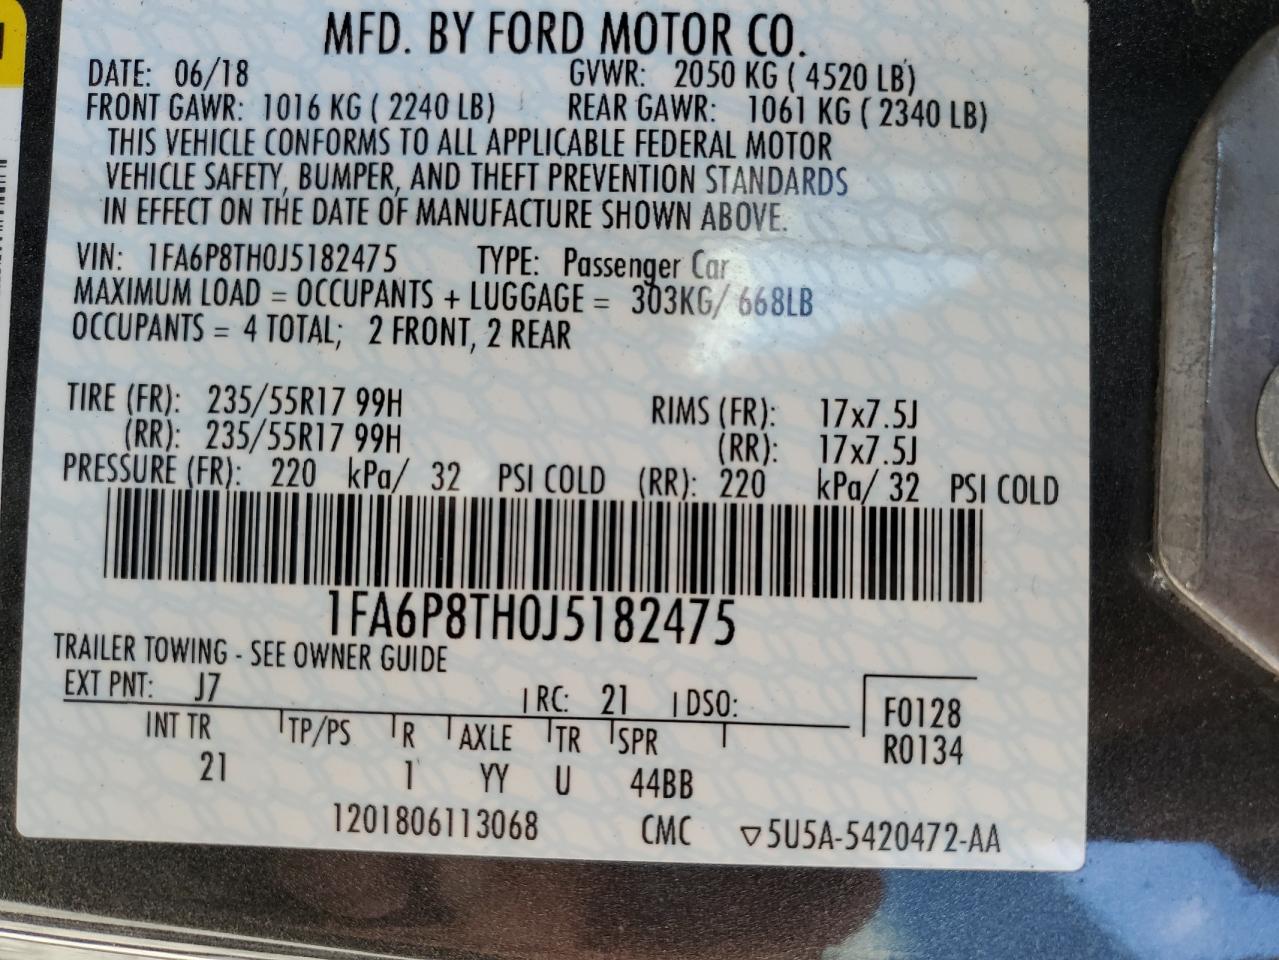 MFD. BY FORD MOTOR CO.
DATE: 06/18 GVWR: 2050 KG ( 4520 LB)
FRONT GAWR: 1016 KG ( 2240 LB) REAR GAWR: 1061 KG ( 2340 LB)
THIS VEHICLE CONFORMS TO ALL APPLICABLE FEDERAL MOTOR
VEHICLE SAFETY, BUMPER, AND THEFT PREVENTION STANDARDS
IN EFFECT ON THE DATE OF MANUFACTURE SHOWN ABOVE.
VIN: 1FA6P8TH0J5182475 TYPE: Passenger Car
MAXIMUM LOAD = OCCUPANTS + LUGGAGE = 303KG/ 668LB
OCCUPANTS = 4 TOTAL; 2 FRONT, 2 REAR
TIRE (FR): 235/55R17 99H RIMS (FR): 17x7.5J
(RR): 235/55R17 99H (RR): 17x7.5J
PRESSURE (FR): 220 kPa/ 32 PSI COLD (RR): 220 kPa/ 32 PSI COLD
1FA6P8TH0J5182475
TRAILER TOWING - SEE OWNER GUIDE
EXT PNT: J7 RC: 21 DSO: F0128
INT TR TP/PS R AXLE TR SPR R0134
21 1 YY U 44BB
1201806113068 CMC ▽5U5A-5420472-AA